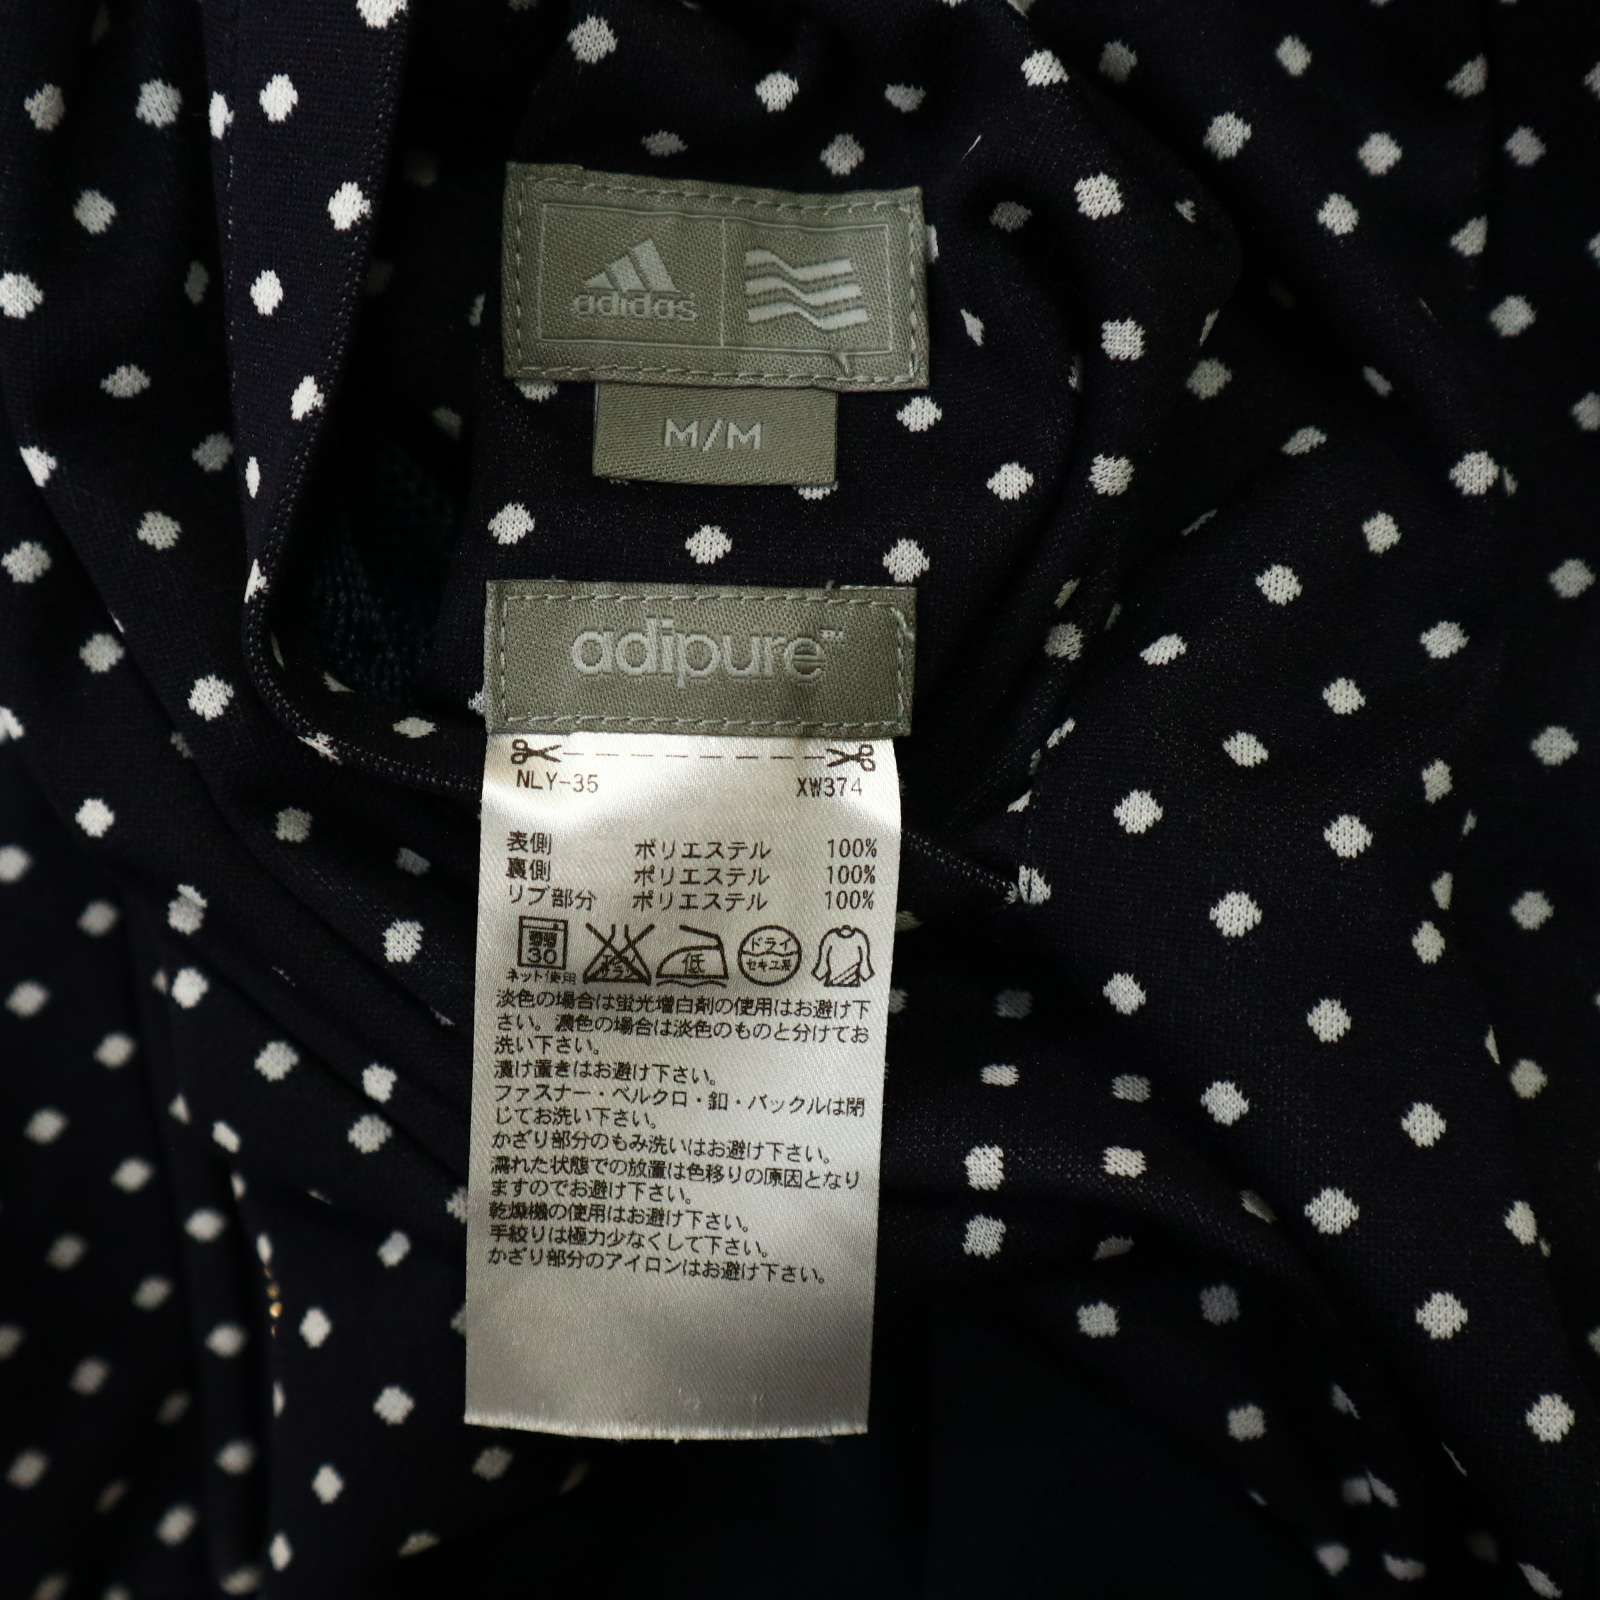 adidas
M/M
adipure™
NLY-35 XW374
表側 ポリエステル 100%
裏側 ポリエステル 100%
リブ部分 ポリエステル 100%
30 低 ドライ
ネット使用 セキユ系
淡色の場合は蛍光増白剤の使用はお避け下
さい。濃色の場合は淡色のものと分けてお
洗い下さい。
漬け置きはお避け下さい。
ファスナー・ベルクロ・釦・バックルは閉
じてお洗い下さい。
かざり部分のもみ洗いはお避け下さい。
濡れた状態での放置は色移りの原因となり
ますのでお避け下さい。
乾燥機の使用はお避け下さい。
手絞りは極力少なくして下さい。
かざり部分のアイロンはお避け下さい。